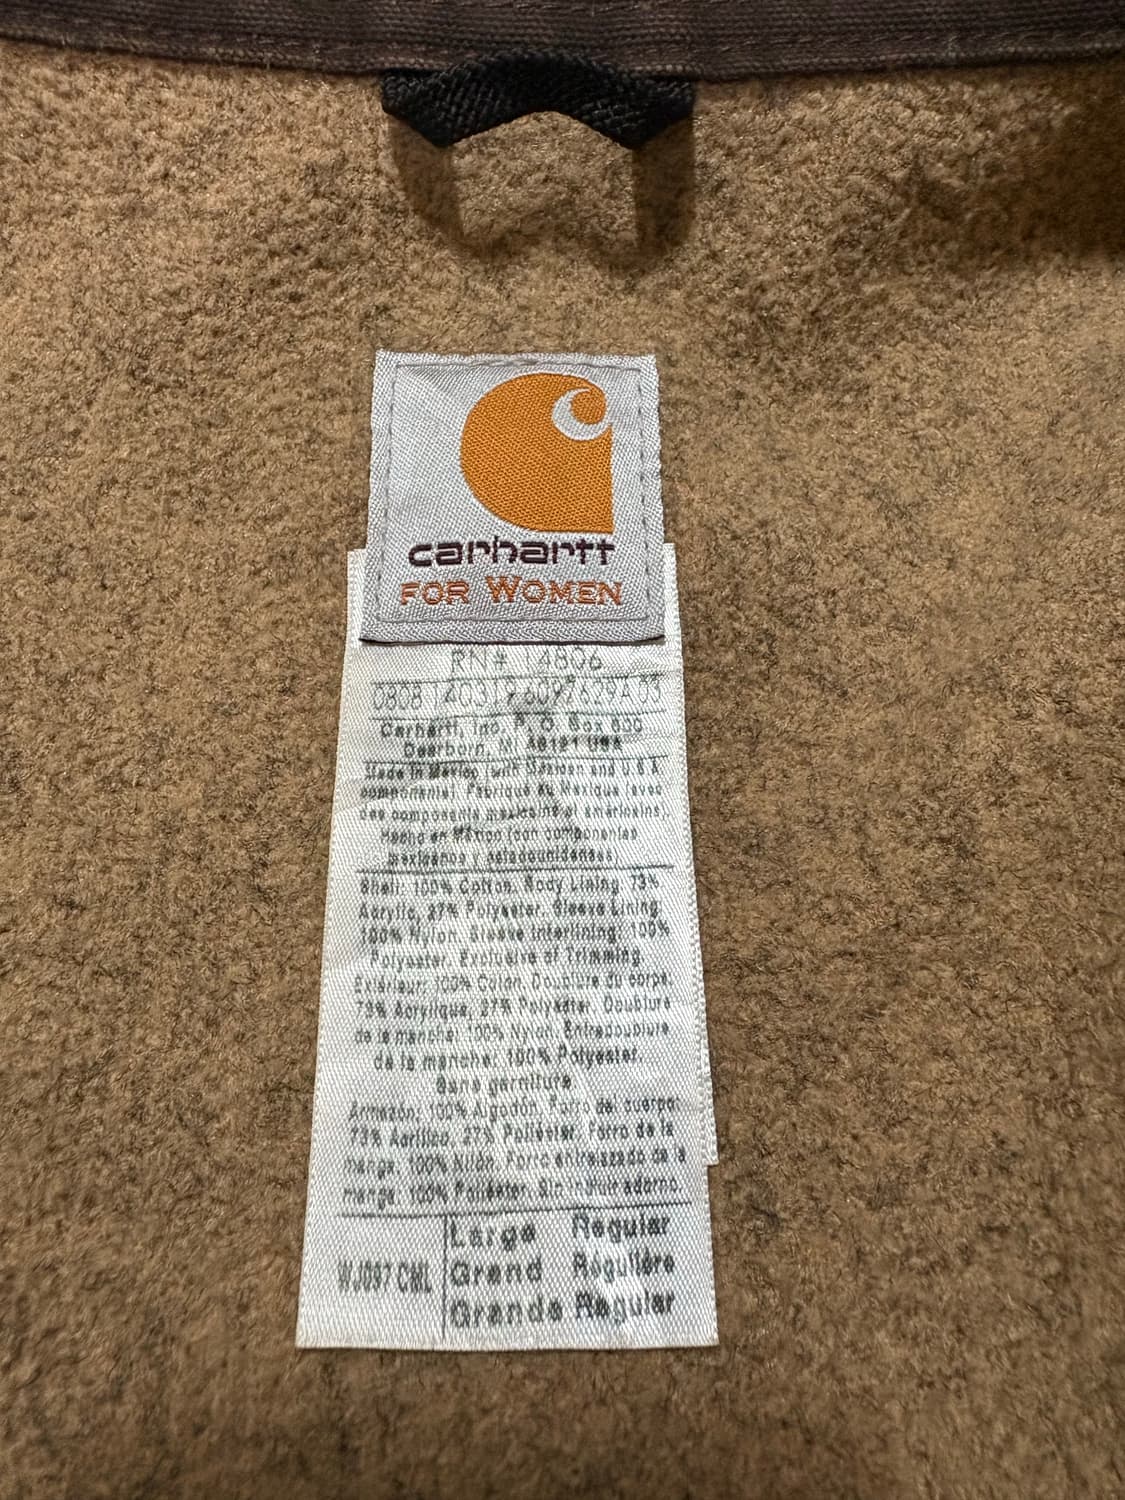 carhartt
FOR WOMEN
RN# 14806
Carhartt, Inc. P.O. Box 600
Dearborn, MI 48121 USA
Made in Mexico (with Mexican and U.S.A.
components). Fabriqué au Mexique (avec
des composants mexicains et américains).
Hecho en México (con componentes
mexicanos y estadounidenses)
Shell: 100% Cotton. Body Lining: 73%
Acrylic, 27% Polyester. Sleeve Lining:
100% Nylon. Sleeve Interlining: 100%
Polyester. Exclusive of Trimming.
Extérieur: 100% Coton. Doublure du corps:
73% Acrylique, 27% Polyester. Doublure
de la manche: 100% Nylon. Entredoublure
de la manche: 100% Polyester.
Sans garniture.
Armazón: 100% Algodón. Forro del cuerpo:
73% Acrílico, 27% Poliéster. Forro de la
manga: 100% Nilón. Forro entrelazado de la
manga: 100% Poliéster. Sin incluir adorno.
WJ097 CML
Large Regular
Grand Régulière
Grande Regular